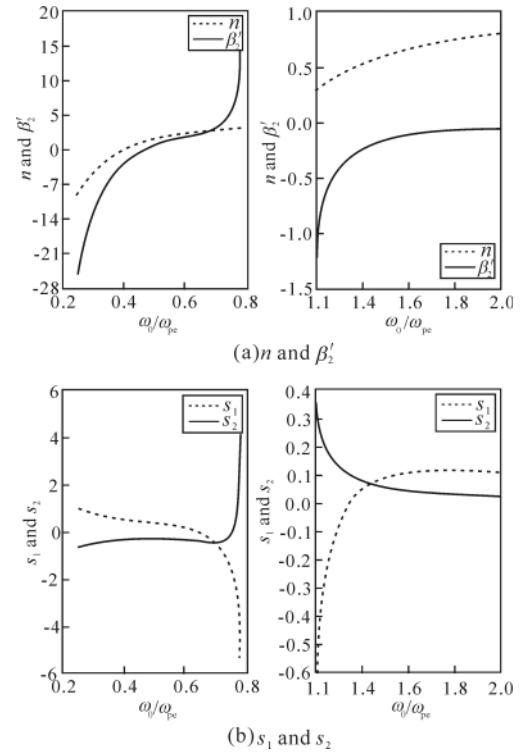 20
15
10
5
0
-7
-14
-21
-28
n and β′₂
n
β′₂
0.2 0.4 0.6 0.8
ω₀/ωpe
1.0
0.5
0.0
-0.5
-1.0
-1.5
n and β′₂
n
β′₂
1.1 1.4 1.6 1.8 2.0
ω₀/ωpe
(a) n and β′₂
6
4
2
0
-2
-4
-6
s₁ and s₂
s₁
s₂
0.2 0.4 0.6 0.8
ω₀/ωpe
0.4
0.3
0.2
0.1
0.0
-0.1
-0.2
-0.3
-0.4
-0.5
-0.6
s₁ and s₂
s₁
s₂
1.1 1.4 1.6 1.8 2.0
ω₀/ωpe
(b) s₁ and s₂